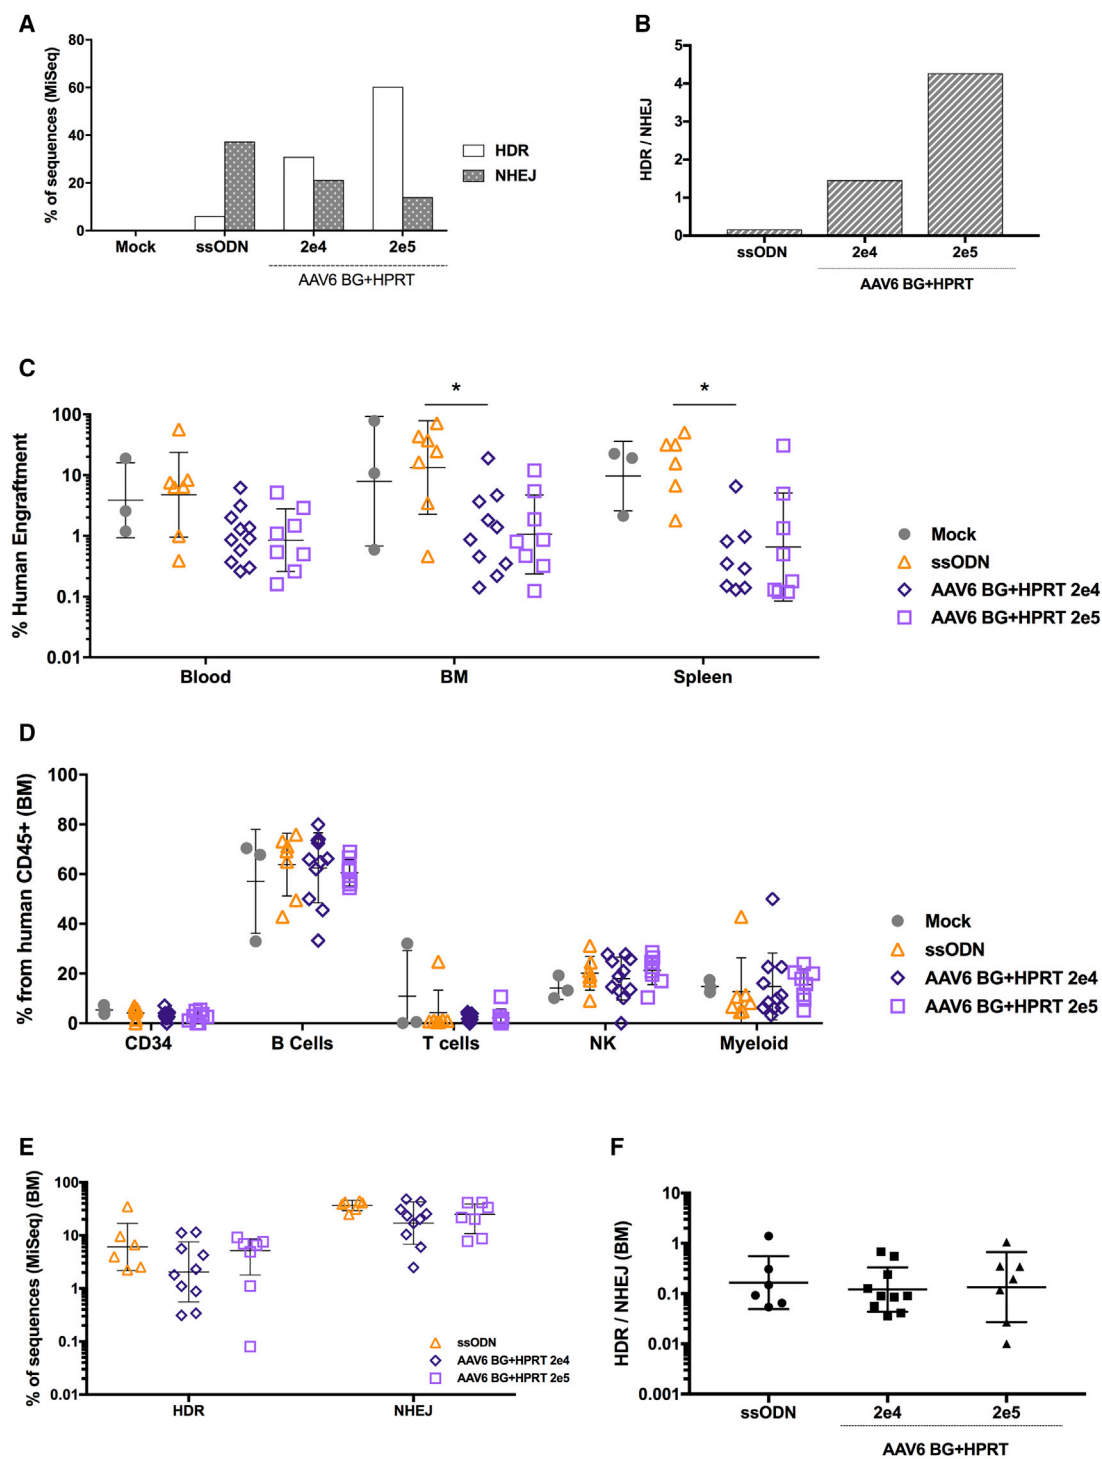 A
% of sequences (MiSeq)
80
60
40
20
0
Mock
ssODN
2e4
2e5
AAV6 BG+HPRT
HDR
NHEJ
B
HDR / NHEJ
5
4
3
2
1
0
ssODN
2e4
2e5
AAV6 BG+HPRT
C
% Human Engraftment
100
10
1
0.1
0.01
*
*
Blood
BM
Spleen
Mock
ssODN
AAV6 BG+HPRT 2e4
AAV6 BG+HPRT 2e5
D
% from human CD45+ (BM)
100
80
60
40
20
0
CD34
B Cells
T cells
NK
Myeloid
Mock
ssODN
AAV6 BG+HPRT 2e4
AAV6 BG+HPRT 2e5
E
% of sequences (MiSeq) (BM)
100
10
1
0.1
0.01
HDR
NHEJ
ssODN
AAV6 BG+HPRT 2e4
AAV6 BG+HPRT 2e5
F
HDR / NHEJ (BM)
10
1
0.1
0.01
0.001
ssODN
2e4
2e5
AAV6 BG+HPRT